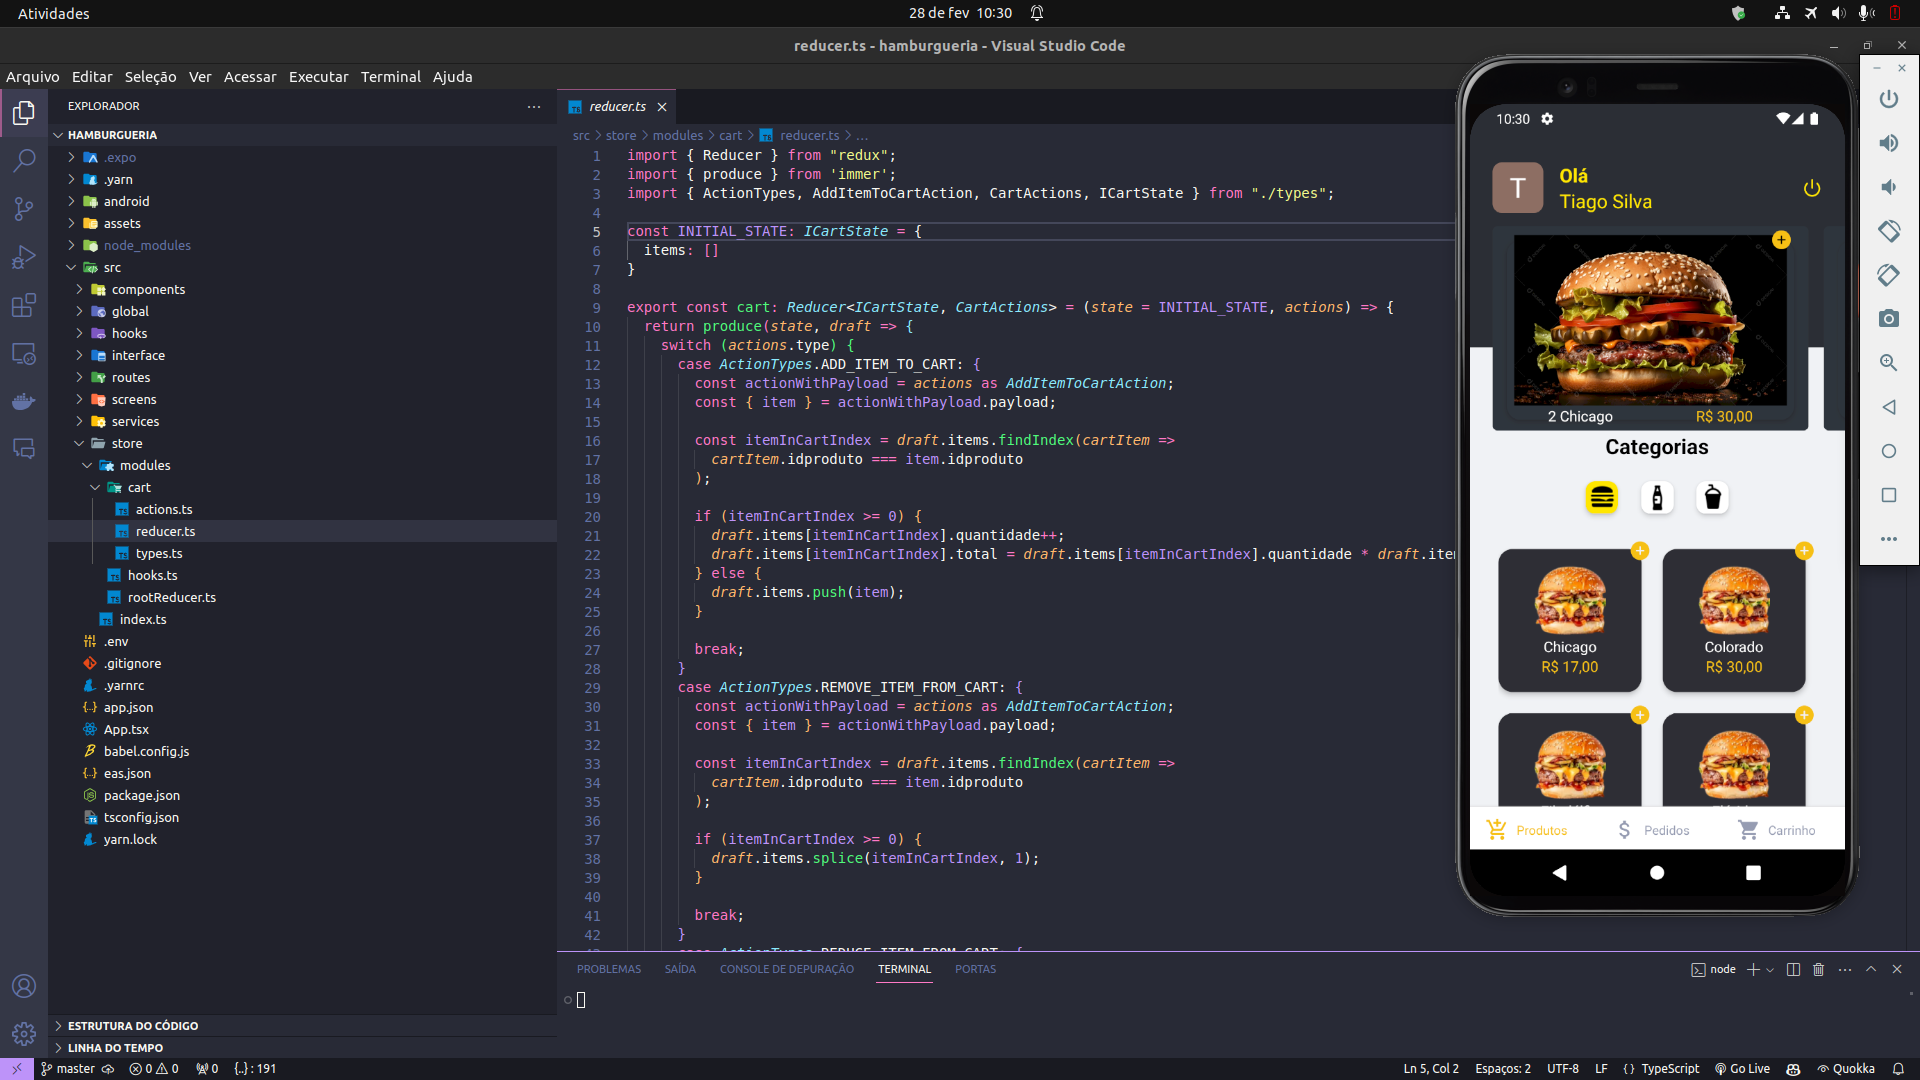 Atividades
28 de fev 10:30
reducer.ts - hamburgueria - Visual Studio Code
Arquivo Editar Seleção Ver Acessar Executar Terminal Ajuda
EXPLORADOR
HAMBURGUERIA
.expo
.yarn
android
assets
node_modules
src
components
global
hooks
interface
routes
screens
services
store
modules
cart
actions.ts
reducer.ts
types.ts
hooks.ts
rootReducer.ts
index.ts
.env
.gitignore
.yarnrc
app.json
App.tsx
babel.config.js
eas.json
package.json
tsconfig.json
yarn.lock
ESTRUTURA DO CÓDIGO
LINHA DO TEMPO
reducer.ts
src > store > modules > cart > reducer.ts > ...
1 import { Reducer } from "redux";
2 import { produce } from 'immer';
3 import { ActionTypes, AddItemToCartAction, CartActions, ICartState } from "./types";
4
5 const INITIAL_STATE: ICartState = {
6 items: []
7 }
8
9 export const cart: Reducer<ICartState, CartActions> = (state = INITIAL_STATE, actions) => {
10 return produce(state, draft => {
11 switch (actions.type) {
12 case ActionTypes.ADD_ITEM_TO_CART: {
13 const actionWithPayload = actions as AddItemToCartAction;
14 const { item } = actionWithPayload.payload;
15
16 const itemInCartIndex = draft.items.findIndex(cartItem =>
17 cartItem.idproduto === item.idproduto
18 );
19
20 if (itemInCartIndex >= 0) {
21 draft.items[itemInCartIndex].quantidade++;
22 draft.items[itemInCartIndex].total = draft.items[itemInCartIndex].quantidade * draft.ite
23 } else {
24 draft.items.push(item);
25 }
26
27 break;
28 }
29 case ActionTypes.REMOVE_ITEM_FROM_CART: {
30 const actionWithPayload = actions as AddItemToCartAction;
31 const { item } = actionWithPayload.payload;
32
33 const itemInCartIndex = draft.items.findIndex(cartItem =>
34 cartItem.idproduto === item.idproduto
35 );
36
37 if (itemInCartIndex >= 0) {
38 draft.items.splice(itemInCartIndex, 1);
39 }
40
41 break;
42 }
case ActionTypes.REDUCE_ITEM_FROM_CART: {
PROBLEMAS SAÍDA CONSOLE DE DEPURAÇÃO TERMINAL PORTAS
node
master 0 0 0 {..} : 191
Ln 5, Col 2 Espaços: 2 UTF-8 LF {} TypeScript Go Live Quokka
10:30
T
Olá
Tiago Silva
2 Chicago R$ 30,00
Categorias
Chicago
R$ 17,00
Colorado
R$ 30,00
Produtos Pedidos Carrinho